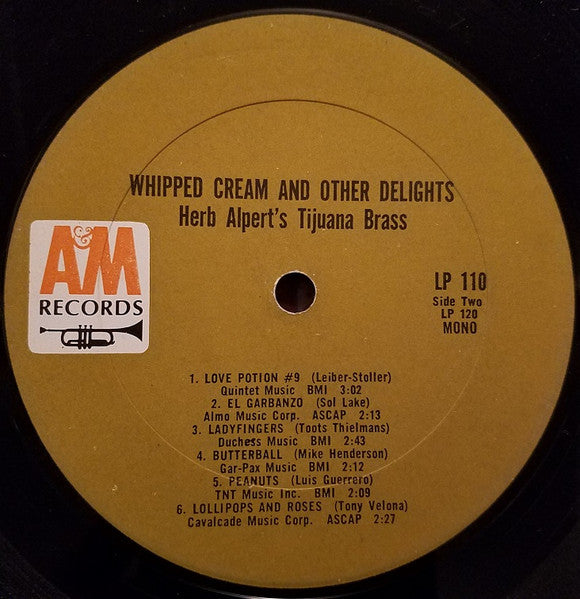 WHIPPED CREAM AND OTHER DELIGHTS
Herb Alpert's Tijuana Brass
A&M
RECORDS
LP 110
Side Two
LP 120
MONO
1. LOVE POTION #9 (Leiber-Stoller)
Quintet Music BMI 3:02
2. EL GARBANZO (Sol Lake)
Almo Music Corp. ASCAP 2:13
3. LADYFINGERS (Toots Thielmans)
Duchess Music BMI 2:43
4. BUTTERBALL (Mike Henderson)
Gar-Pax Music BMI 2:12
5. PEANUTS (Luis Guerrero)
TNT Music Inc. BMI 2:09
6. LOLLIPOPS AND ROSES (Tony Velona)
Cavalcade Music Corp. ASCAP 2:27